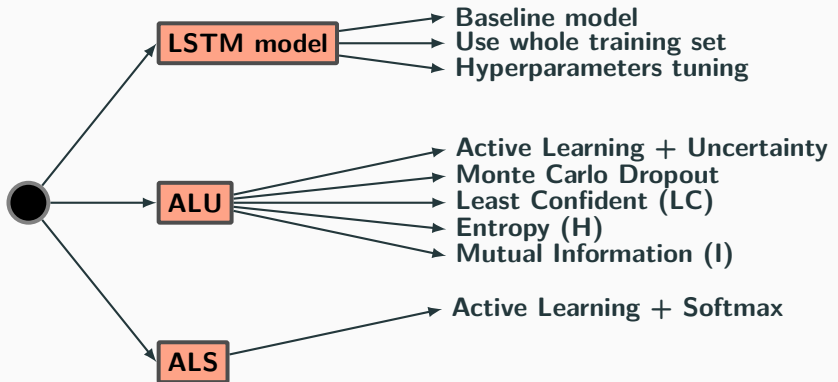 LSTM model
Baseline model
Use whole training set
Hyperparameters tuning
ALU
Active Learning + Uncertainty
Monte Carlo Dropout
Least Confident (LC)
Entropy (H)
Mutual Information (I)
ALS
Active Learning + Softmax